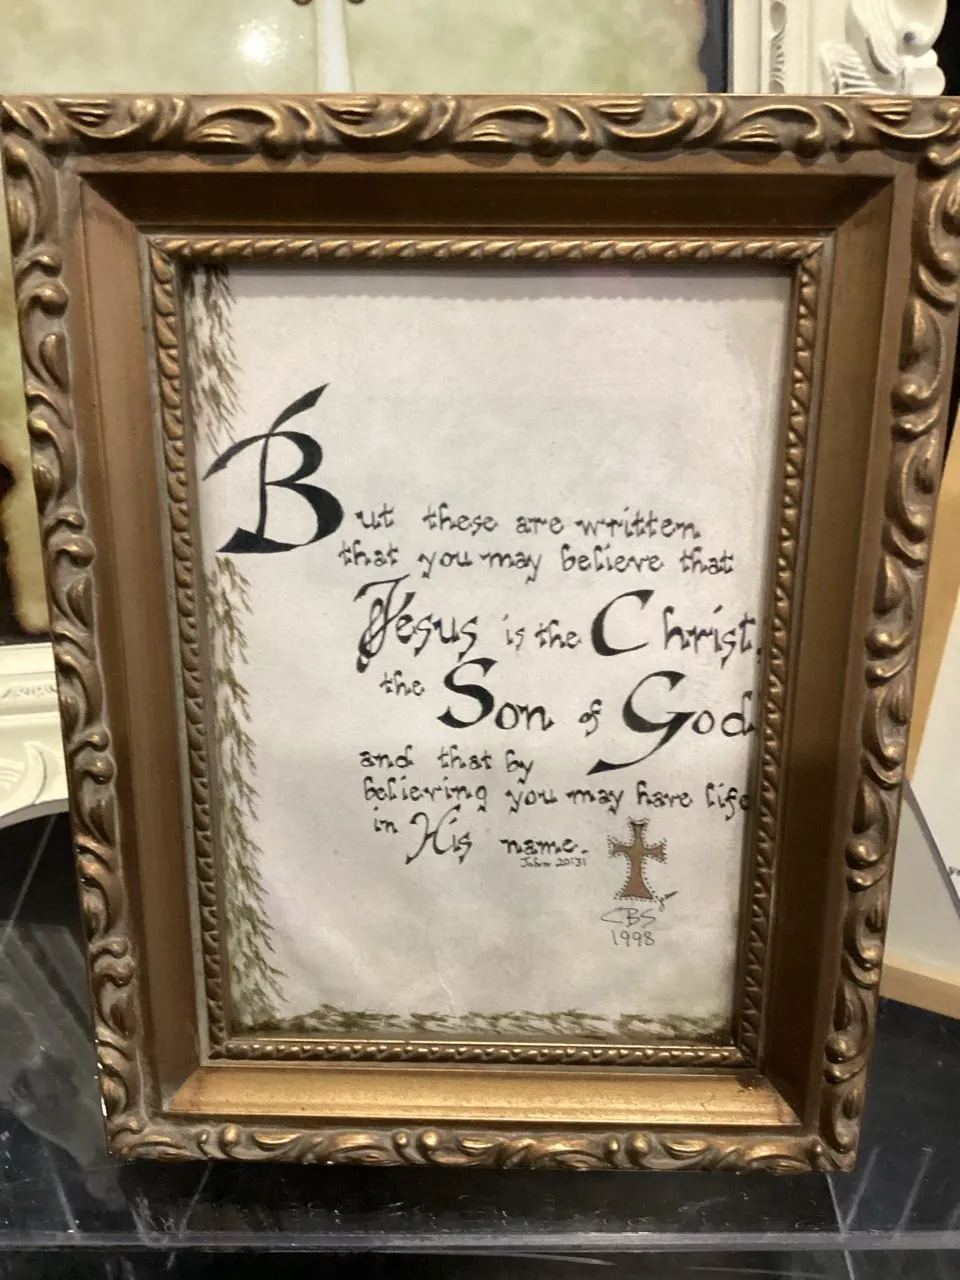 But these are written
that you may believe that
Jesus is the Christ,
the Son of God
and that by
believing you may have life
in His name.
John 20:31
CBS
1998